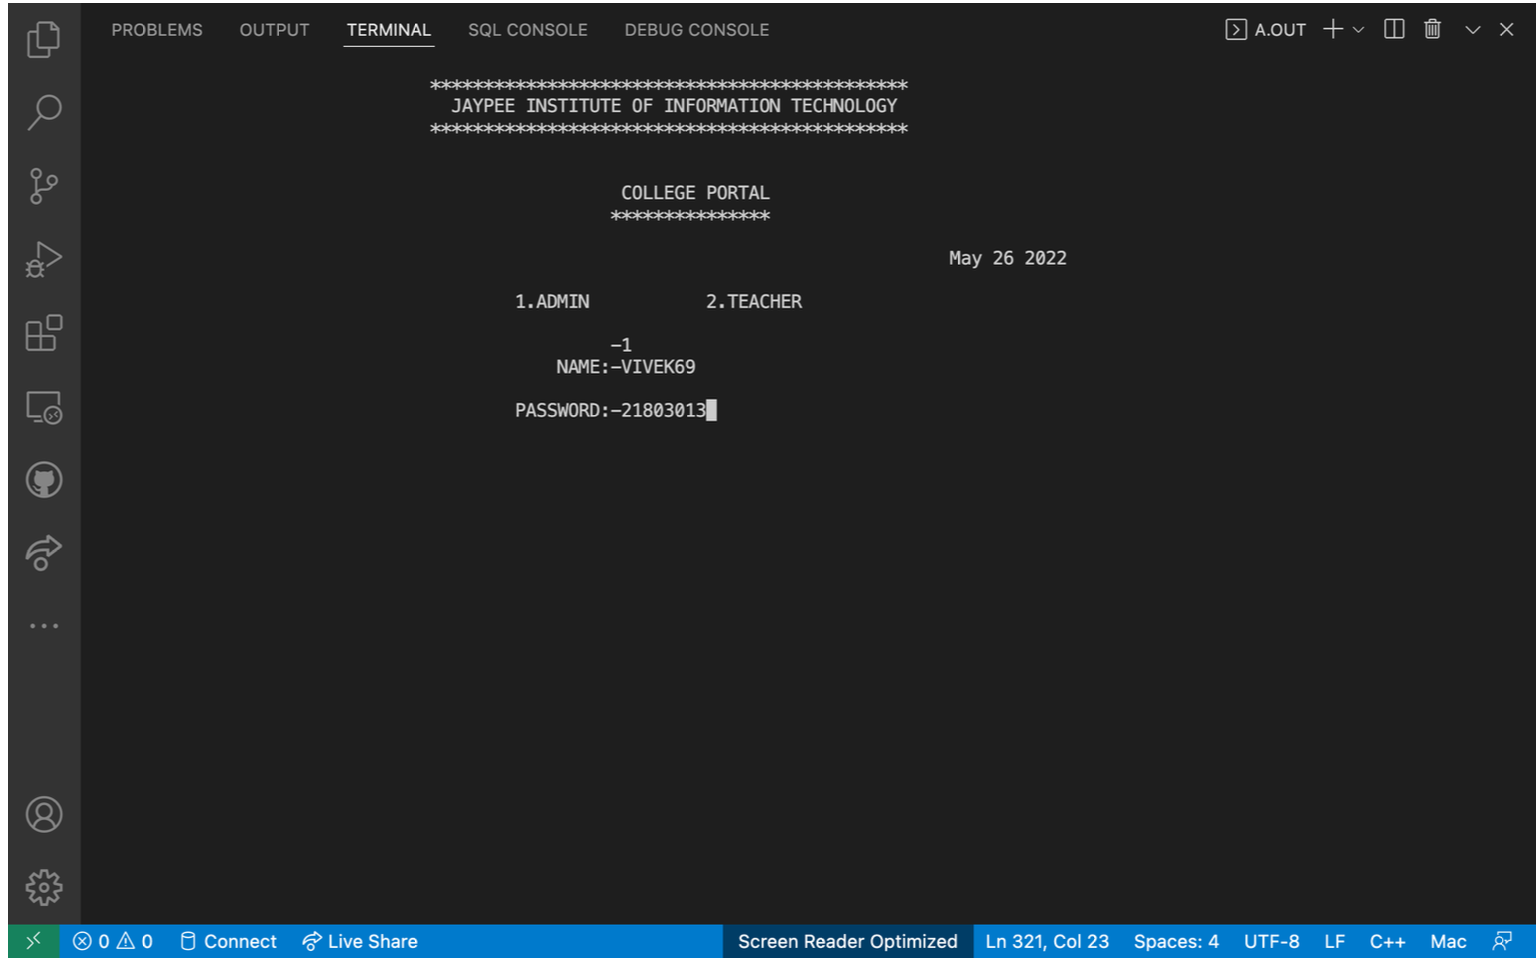 PROBLEMS OUTPUT TERMINAL SQL CONSOLE DEBUG CONSOLE A.OUT
*********************************************
JAYPEE INSTITUTE OF INFORMATION TECHNOLOGY
*********************************************
COLLEGE PORTAL
***************
May 26 2022
1.ADMIN 2.TEACHER
-1
NAME:-VIVEK69
PASSWORD:-21803013
0 0 Connect Live Share Screen Reader Optimized Ln 321, Col 23 Spaces: 4 UTF-8 LF C++ Mac